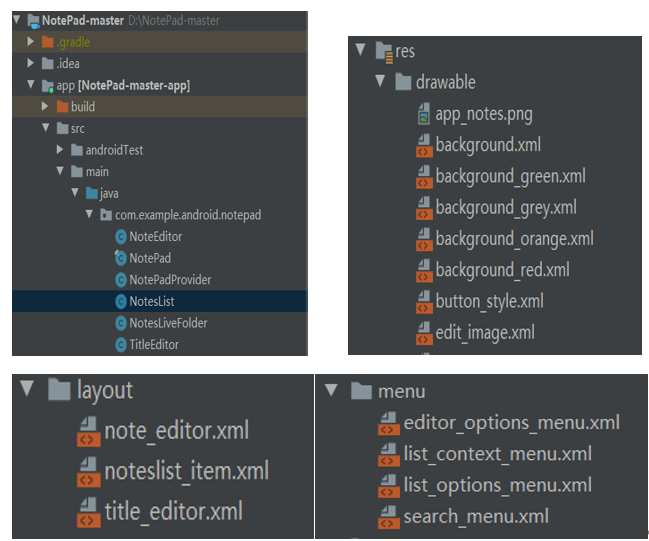 NotePad-master D:\NotePad-master
.gradle
.idea
app [NotePad-master-app]
build
src
androidTest
main
java
com.example.android.notepad
NoteEditor
NotePad
NotePadProvider
NotesList
NotesLiveFolder
TitleEditor
res
drawable
app_notes.png
background.xml
background_green.xml
background_grey.xml
background_orange.xml
background_red.xml
button_style.xml
edit_image.xml
layout
note_editor.xml
noteslist_item.xml
title_editor.xml
menu
editor_options_menu.xml
list_context_menu.xml
list_options_menu.xml
search_menu.xml